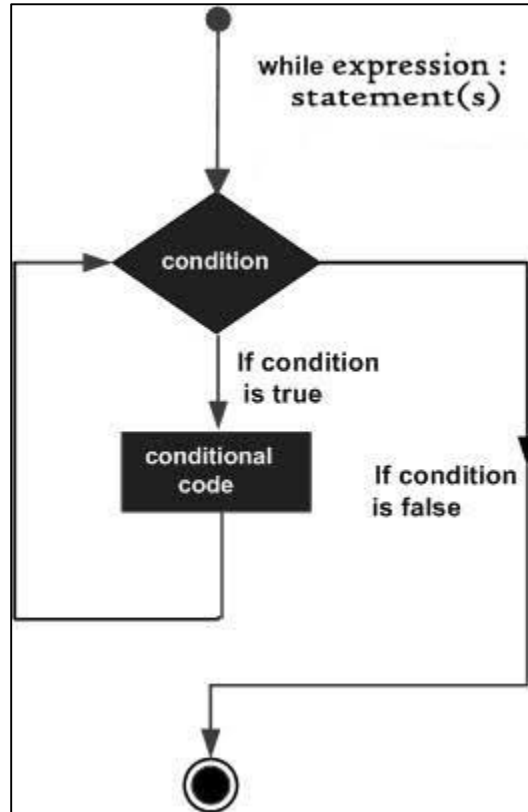 while expression :
statement(s)
condition
If condition
is true
conditional
code
If condition
is false